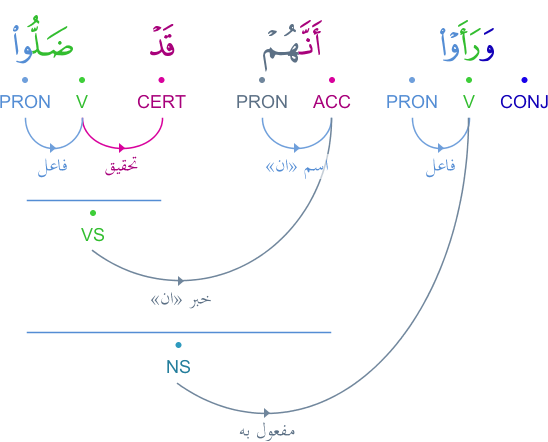 وَرَأَوۡا۟ أَنَّهُمۡ قَدۡ ضَلُّوا۟
PRON V CERT PRON ACC PRON V CONJ
فاعل تحقيق اسم «ان» فاعل
VS
خبر «ان»
NS
مفعول به